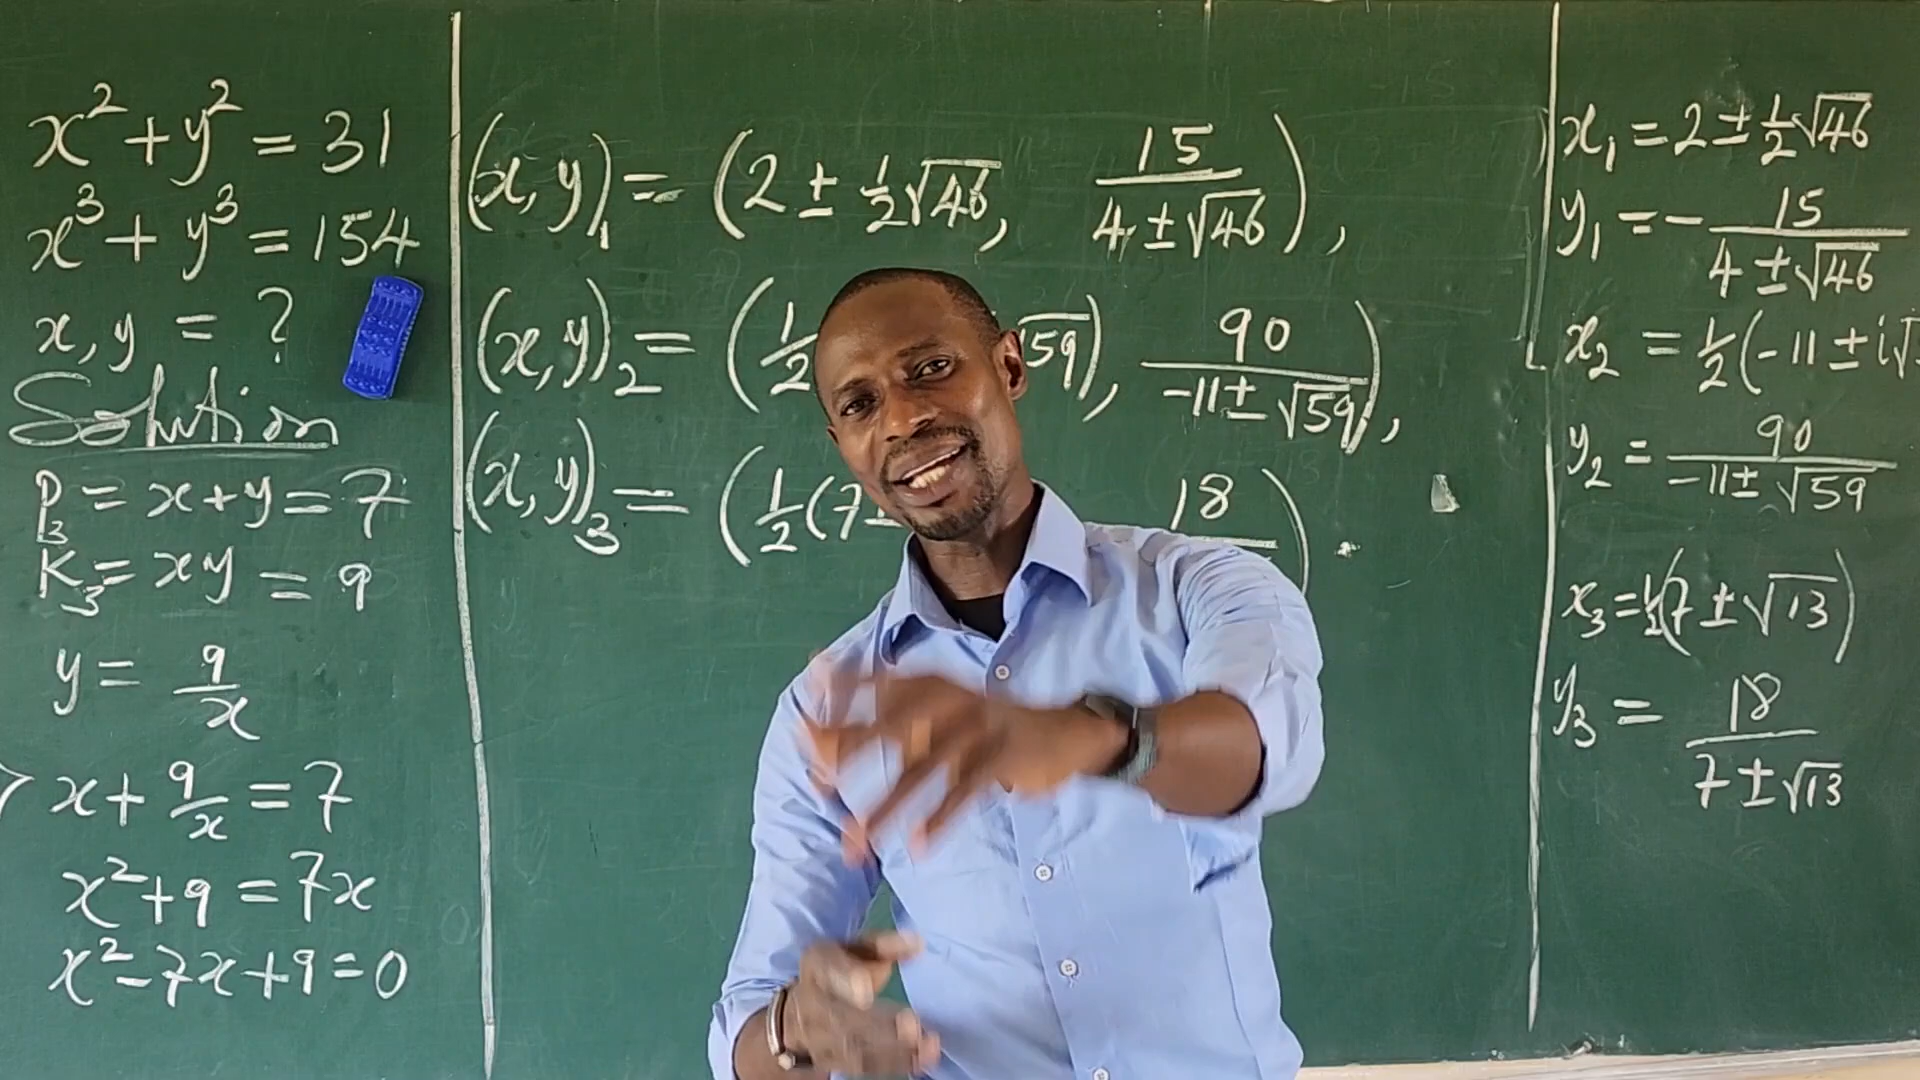 x²+y² = 31
x³+y³ = 154
x, y = ?
Solution
P₃ = x+y = 7
K₃ = xy = 9
y = 9/x
x + 9/x = 7
x²+9 = 7x
x²-7x+9=0
(x, y)₁ = (2 ± ½√46, 15/(4 ± √46)),
(x, y)₂ = (½ √59), 90/(-11 ± √59)),
(x, y)₃ = (½(7 18 ).
x₁ = 2 ± ½√46
y₁ = -15/(4 ± √46)
x₂ = ½(-11 ± i√
y₂ = 90/(-11 ± √59)
x₃ = ½(7 ± √13)
y₃ = 18/(7 ± √13)